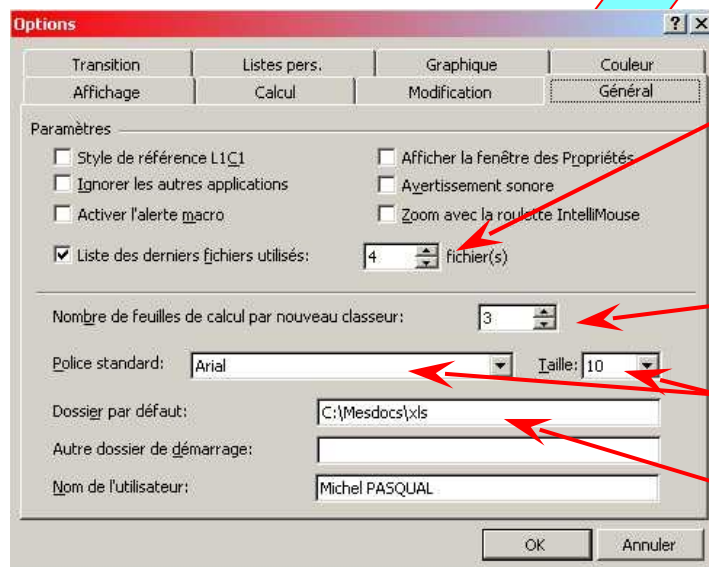 Options
Transition Listes pers. Graphique Couleur
Affichage Calcul Modification Général
Paramètres
Style de référence L1C1 Afficher la fenêtre des Propriétés
Ignorer les autres applications Avertissement sonore
Activer l'alerte macro Zoom avec la roulette IntelliMouse
Liste des derniers fichiers utilisés: 4 fichier(s)
Nombre de feuilles de calcul par nouveau classeur: 3
Police standard: Arial Taille: 10
Dossier par défaut: C:\Mesdocs\xls
Autre dossier de démarrage:
Nom de l'utilisateur: Michel PASQUAL
OK Annuler